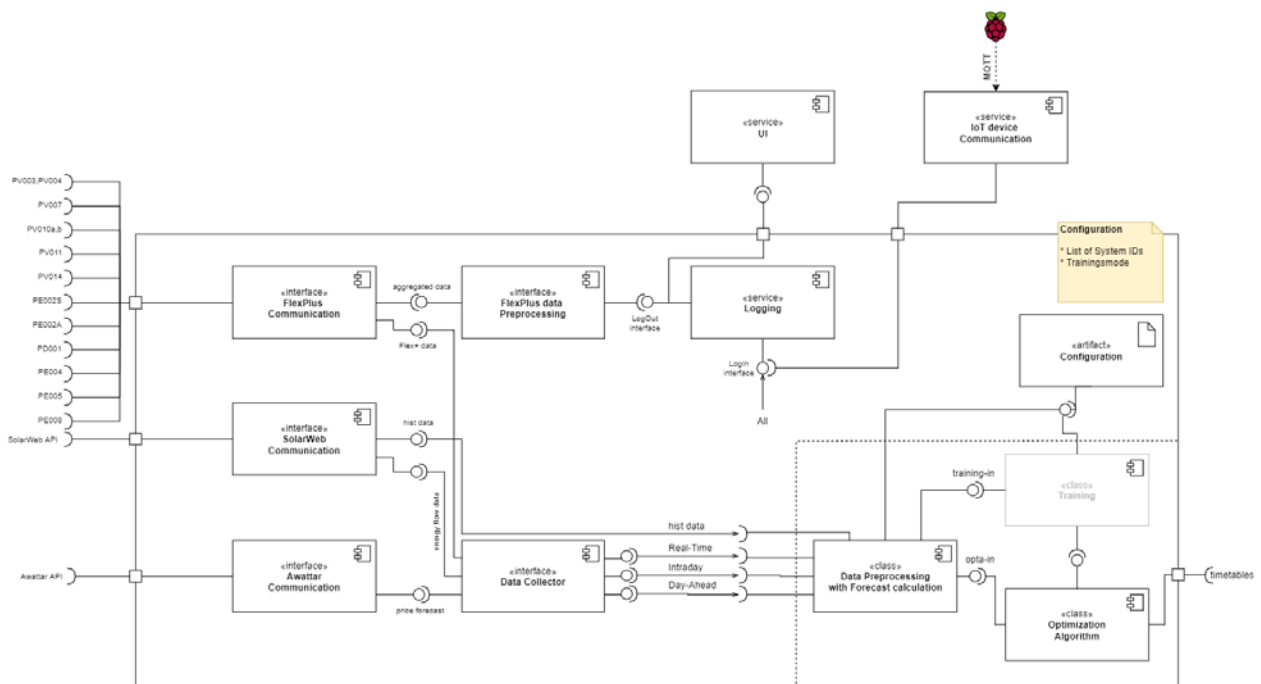 MQTT
«service»
UI
«service»
IoT device
Communication
PV003,PV004
PV007
PV010a,b
PV011
PV014
PE002S
PE002A
PD001
PE004
PE005
SolarWeb API
Awattar API
Configuration
* List of System IDs
* Trainingsmode
«interface»
FlexPlus
Communication
aggregated data
Flex+ data
«interface»
FlexPlus data
Preprocessing
LogOut
interface
«service»
Logging
LogIn
interface
All
«artifact»
Configuration
«interface»
SolarWeb
Communication
hist data
energy flow data
«class»
Training
training-in
hist data
Real-Time
Intraday
Day-Ahead
«interface»
Awattar
Communication
price forecast
«interface»
Data Collector
«class»
Data Preprocessing
with Forecast calculation
opta-in
«class»
Optimization
Algorithm
timetables